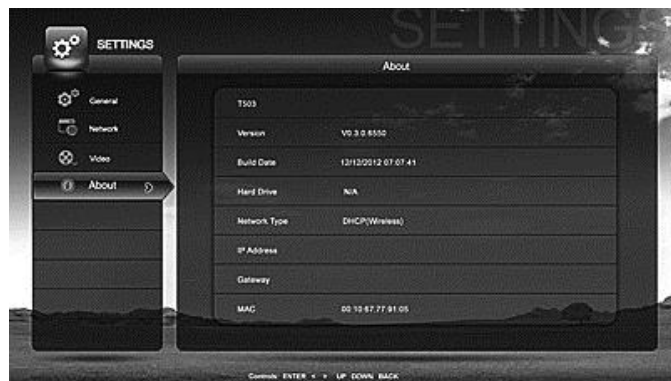 SETTINGS
SETTINGS
General
Network
Video
About
About
T503
Version V0.3.0.6550
Build Date 12/12/2012 07:07:41
Hard Drive N/A
Network Type DHCP(Wireless)
IP Address
Gateway
MAC 00:10:67:77:91:05
Controls: ENTER < > UP DOWN BACK